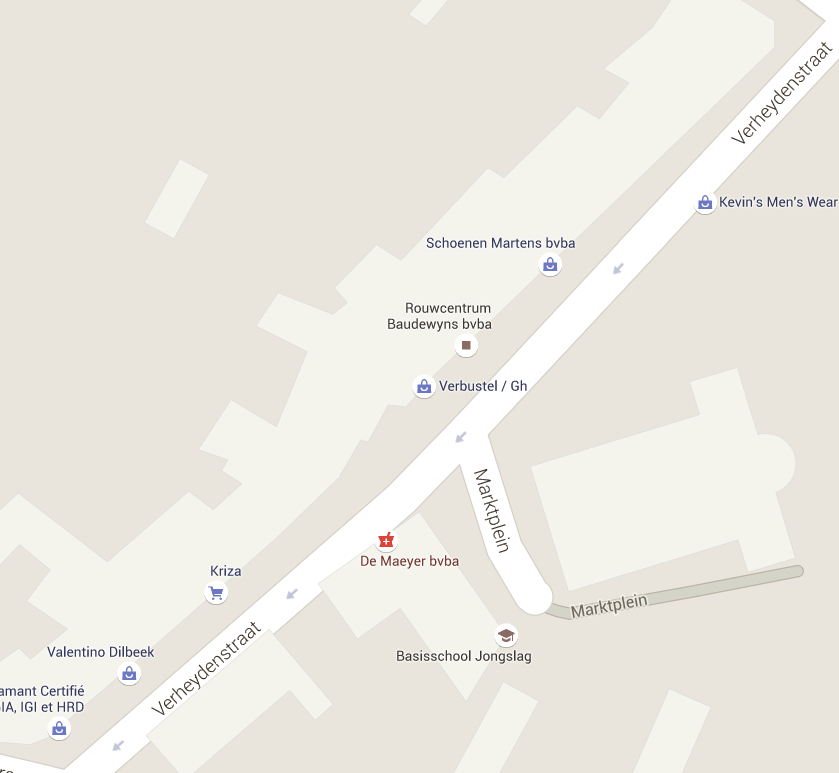 Verheydenstraat
Kevin's Men's Wear
Schoenen Martens bvba
Rouwcentrum
Baudewyns bvba
Verbustel / Gh
Marktplein
De Maeyer bvba
Kriza
Marktplein
Verheydenstraat
Basisschool Jongslag
Valentino Dilbeek
amant Certifié
IA, IGI et HRD